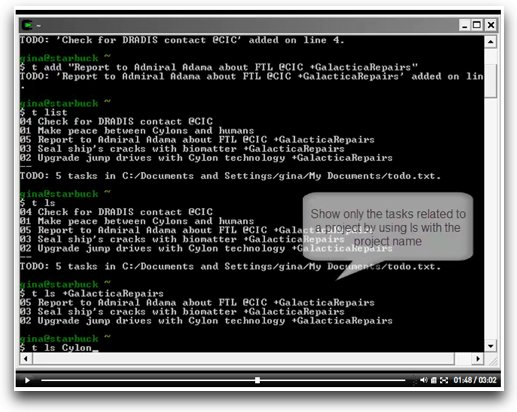 ~
TODO: 'Check for DRADIS contact @CIC' added on line 4.
gina@starbuck ~
$ t add "Report to Admiral Adama about FTL @CIC +GalacticaRepairs"
TODO: 'Report to Admiral Adama about FTL @CIC +GalacticaRepairs' added on lin
.
gina@starbuck ~
$ t list
04 Check for DRADIS contact @CIC
01 Make peace between Cylons and humans
05 Report to Admiral Adama about FTL @CIC +GalacticaRepairs
03 Seal ship's cracks with biomatter +GalacticaRepairs
02 Upgrade jump drives with Cylon technology +GalacticaRepairs
--
TODO: 5 tasks in C:/Documents and Settings/gina/My Documents/todo.txt.
gina@starbuck ~
$ t ls
04 Check for DRADIS contact @CIC
01 Make peace between Cylons and humans
05 Report to Admiral Adama about FTL @CIC +GalacticaRepairs
03 Seal ship's cracks with biomatter +GalacticaRepairs
02 Upgrade jump drives with Cylon technology +GalacticaRepairs
--
TODO: 5 tasks in C:/Documents and Settings/gina/My Documents/todo.txt.
Show only the tasks related to
a project by using ls with the
project name
gina@starbuck ~
$ t ls +GalacticaRepairs
05 Report to Admiral Adama about FTL @CIC +GalacticaRepairs
03 Seal ship's cracks with biomatter +GalacticaRepairs
02 Upgrade jump drives with Cylon technology +GalacticaRepairs
gina@starbuck ~
$ t ls Cylon_
01:48 / 03:02